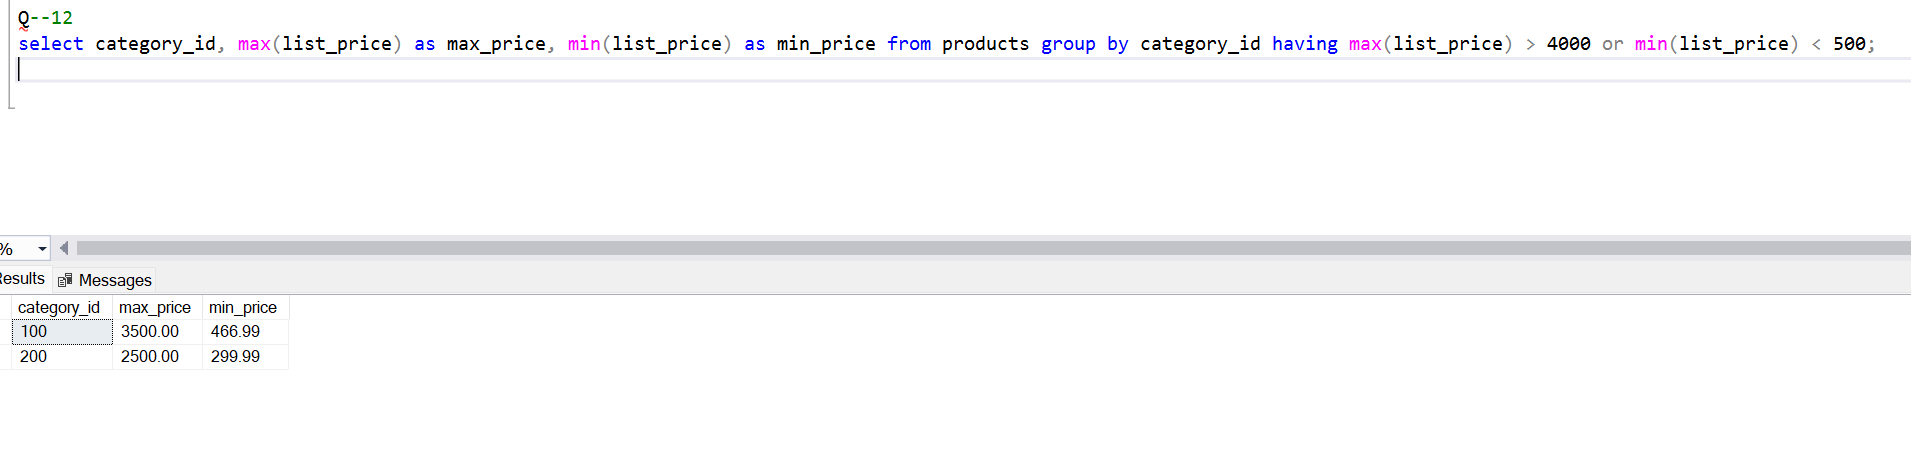 Q--12
select category_id, max(list_price) as max_price, min(list_price) as min_price from products group by category_id having max(list_price) > 4000 or min(list_price) < 500;
%
Results Messages
category_id max_price min_price
100 3500.00 466.99
200 2500.00 299.99